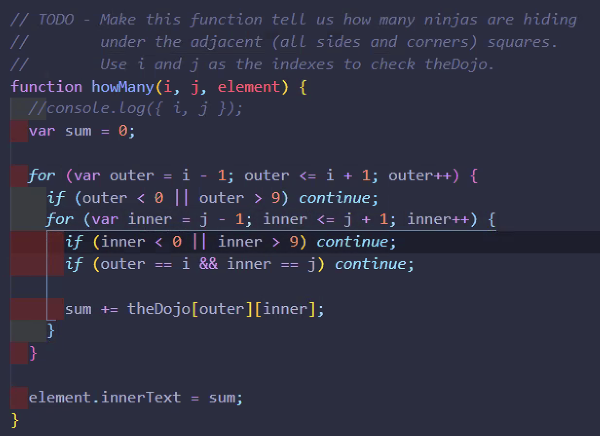 // TODO - Make this function tell us how many ninjas are hiding
//        under the adjacent (all sides and corners) squares.
//        Use i and j as the indexes to check theDojo.
function howMany(i, j, element) {
  //console.log({ i, j });
  var sum = 0;

  for (var outer = i - 1; outer <= i + 1; outer++) {
    if (outer < 0 || outer > 9) continue;
    for (var inner = j - 1; inner <= j + 1; inner++) {
      if (inner < 0 || inner > 9) continue;
      if (outer == i && inner == j) continue;

      sum += theDojo[outer][inner];
    }
  }

  element.innerText = sum;
}